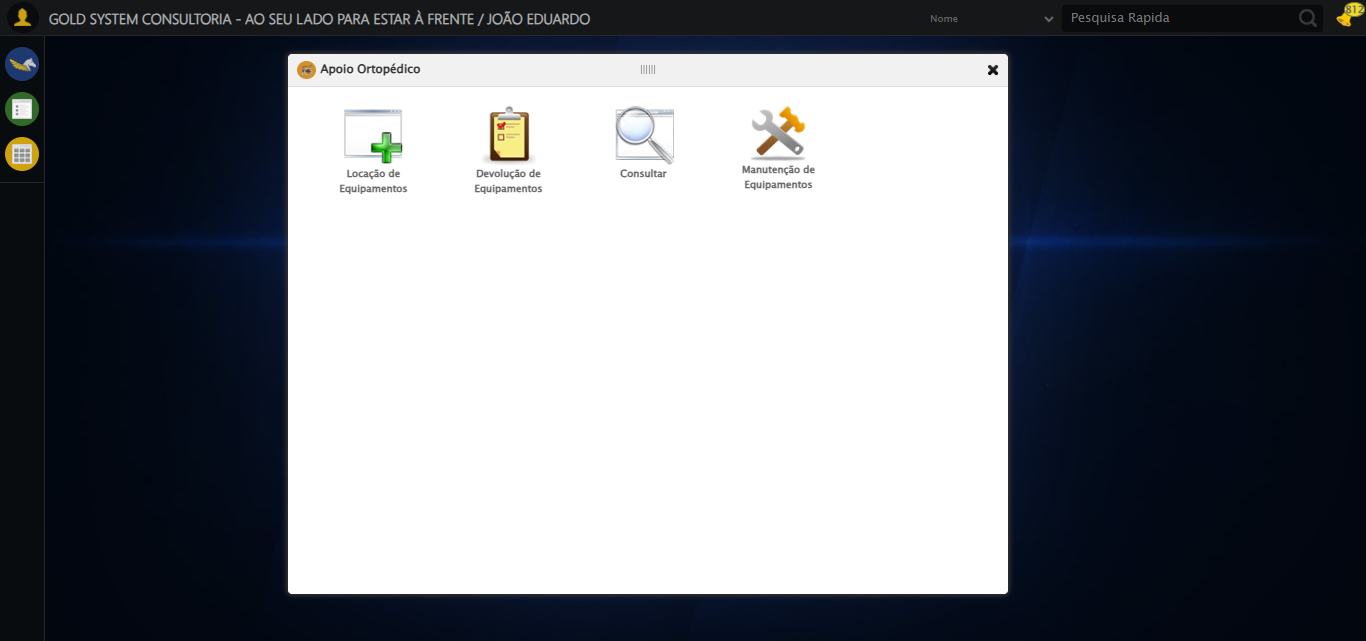 GOLD SYSTEM CONSULTORIA - AO SEU LADO PARA ESTAR À FRENTE / JOÃO EDUARDO
Nome
Pesquisa Rapida
812
Apoio Ortopédico
Locação de
Equipamentos
Devolução de
Equipamentos
Consultar
Manutenção de
Equipamentos